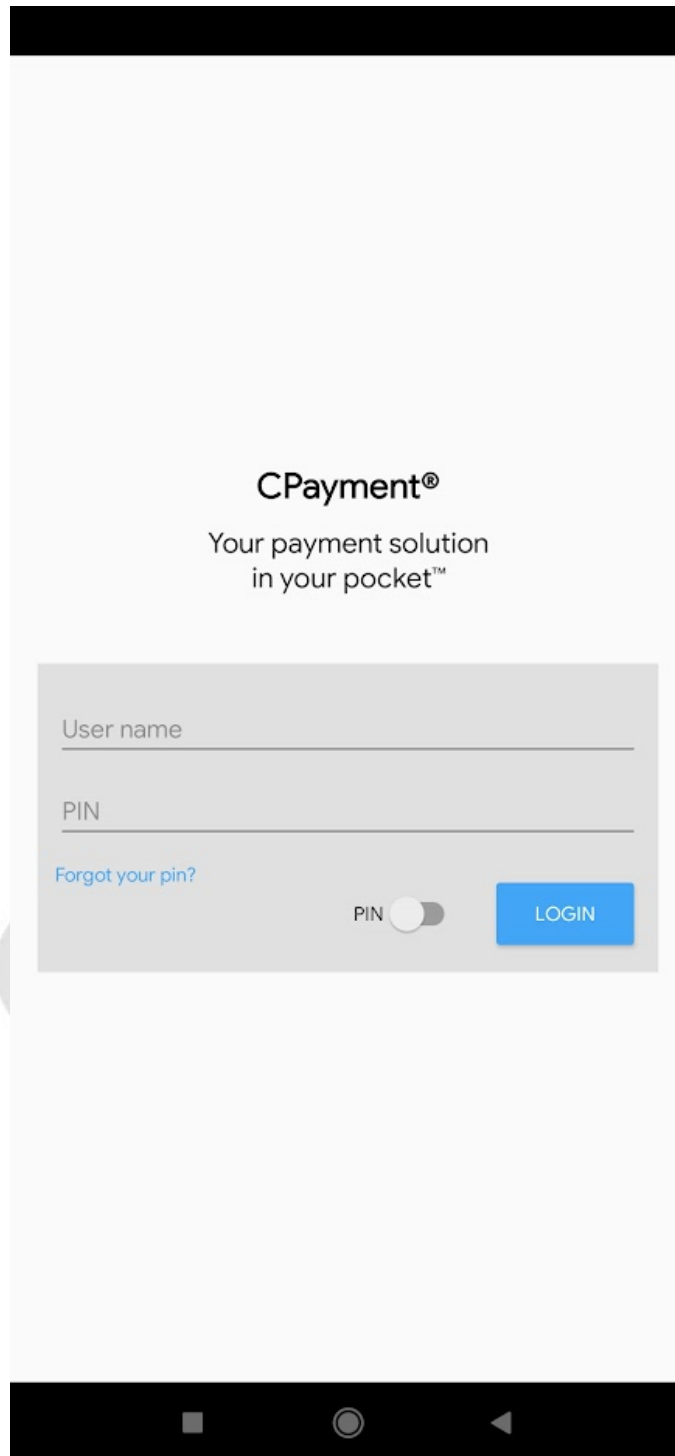 CPayment®
Your payment solution
in your pocket™
User name
PIN
Forgot your pin?
PIN
LOGIN